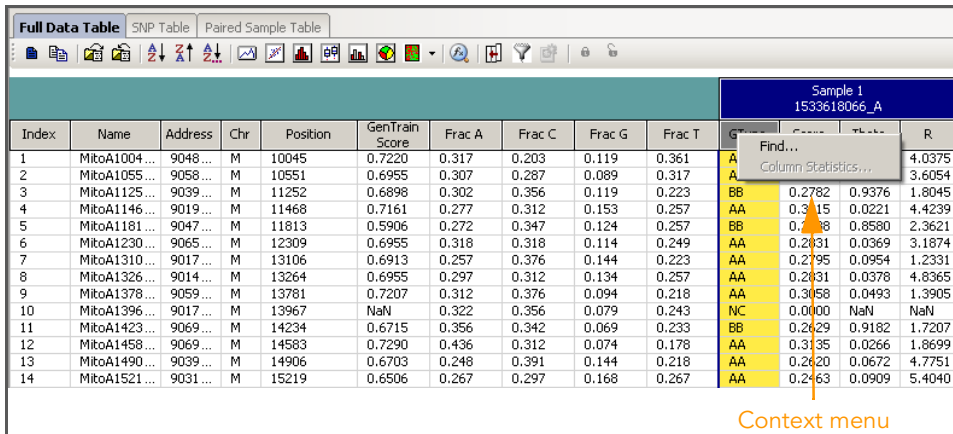 Full Data Table SNP Table Paired Sample Table
Sample 1
1533618066_A
Index Name Address Chr Position GenTrain Score Frac A Frac C Frac G Frac T R
Find...
Column Statistics...
1 MitoA1004... 9048... M 10045 0.7220 0.317 0.203 0.119 0.361 4.0375
2 MitoA1055... 9058... M 10551 0.6955 0.307 0.287 0.089 0.317 3.6054
3 MitoA1125... 9039... M 11252 0.6898 0.302 0.356 0.119 0.223 BB 0.2782 0.9376 1.8045
4 MitoA1146... 9019... M 11468 0.7161 0.277 0.312 0.153 0.257 AA 0.0221 4.4239
5 MitoA1181... 9047... M 11813 0.5906 0.272 0.347 0.124 0.257 BB 0.8580 2.3621
6 MitoA1230... 9065... M 12309 0.6955 0.318 0.318 0.114 0.249 AA 0.2831 0.0369 3.1874
7 MitoA1310... 9017... M 13106 0.6913 0.257 0.376 0.144 0.223 AA 0.2795 0.0954 1.2331
8 MitoA1326... 9014... M 13264 0.6955 0.297 0.312 0.134 0.257 AA 0.2831 0.0378 4.8365
9 MitoA1378... 9059... M 13781 0.7207 0.312 0.376 0.094 0.218 AA 0.3058 0.0493 1.3905
10 MitoA1396... 9017... M 13967 NaN 0.322 0.356 0.079 0.243 NC 0.0000 NaN NaN
11 MitoA1423... 9069... M 14234 0.6715 0.356 0.342 0.069 0.233 BB 0.2629 0.9182 1.7207
12 MitoA1458... 9069... M 14583 0.7290 0.436 0.312 0.074 0.178 AA 0.3135 0.0266 1.8699
13 MitoA1490... 9039... M 14906 0.6703 0.248 0.391 0.144 0.218 AA 0.2620 0.0672 4.7751
14 MitoA1521... 9031... M 15219 0.6506 0.267 0.297 0.168 0.267 AA 0.2463 0.0909 5.4040
Context menu